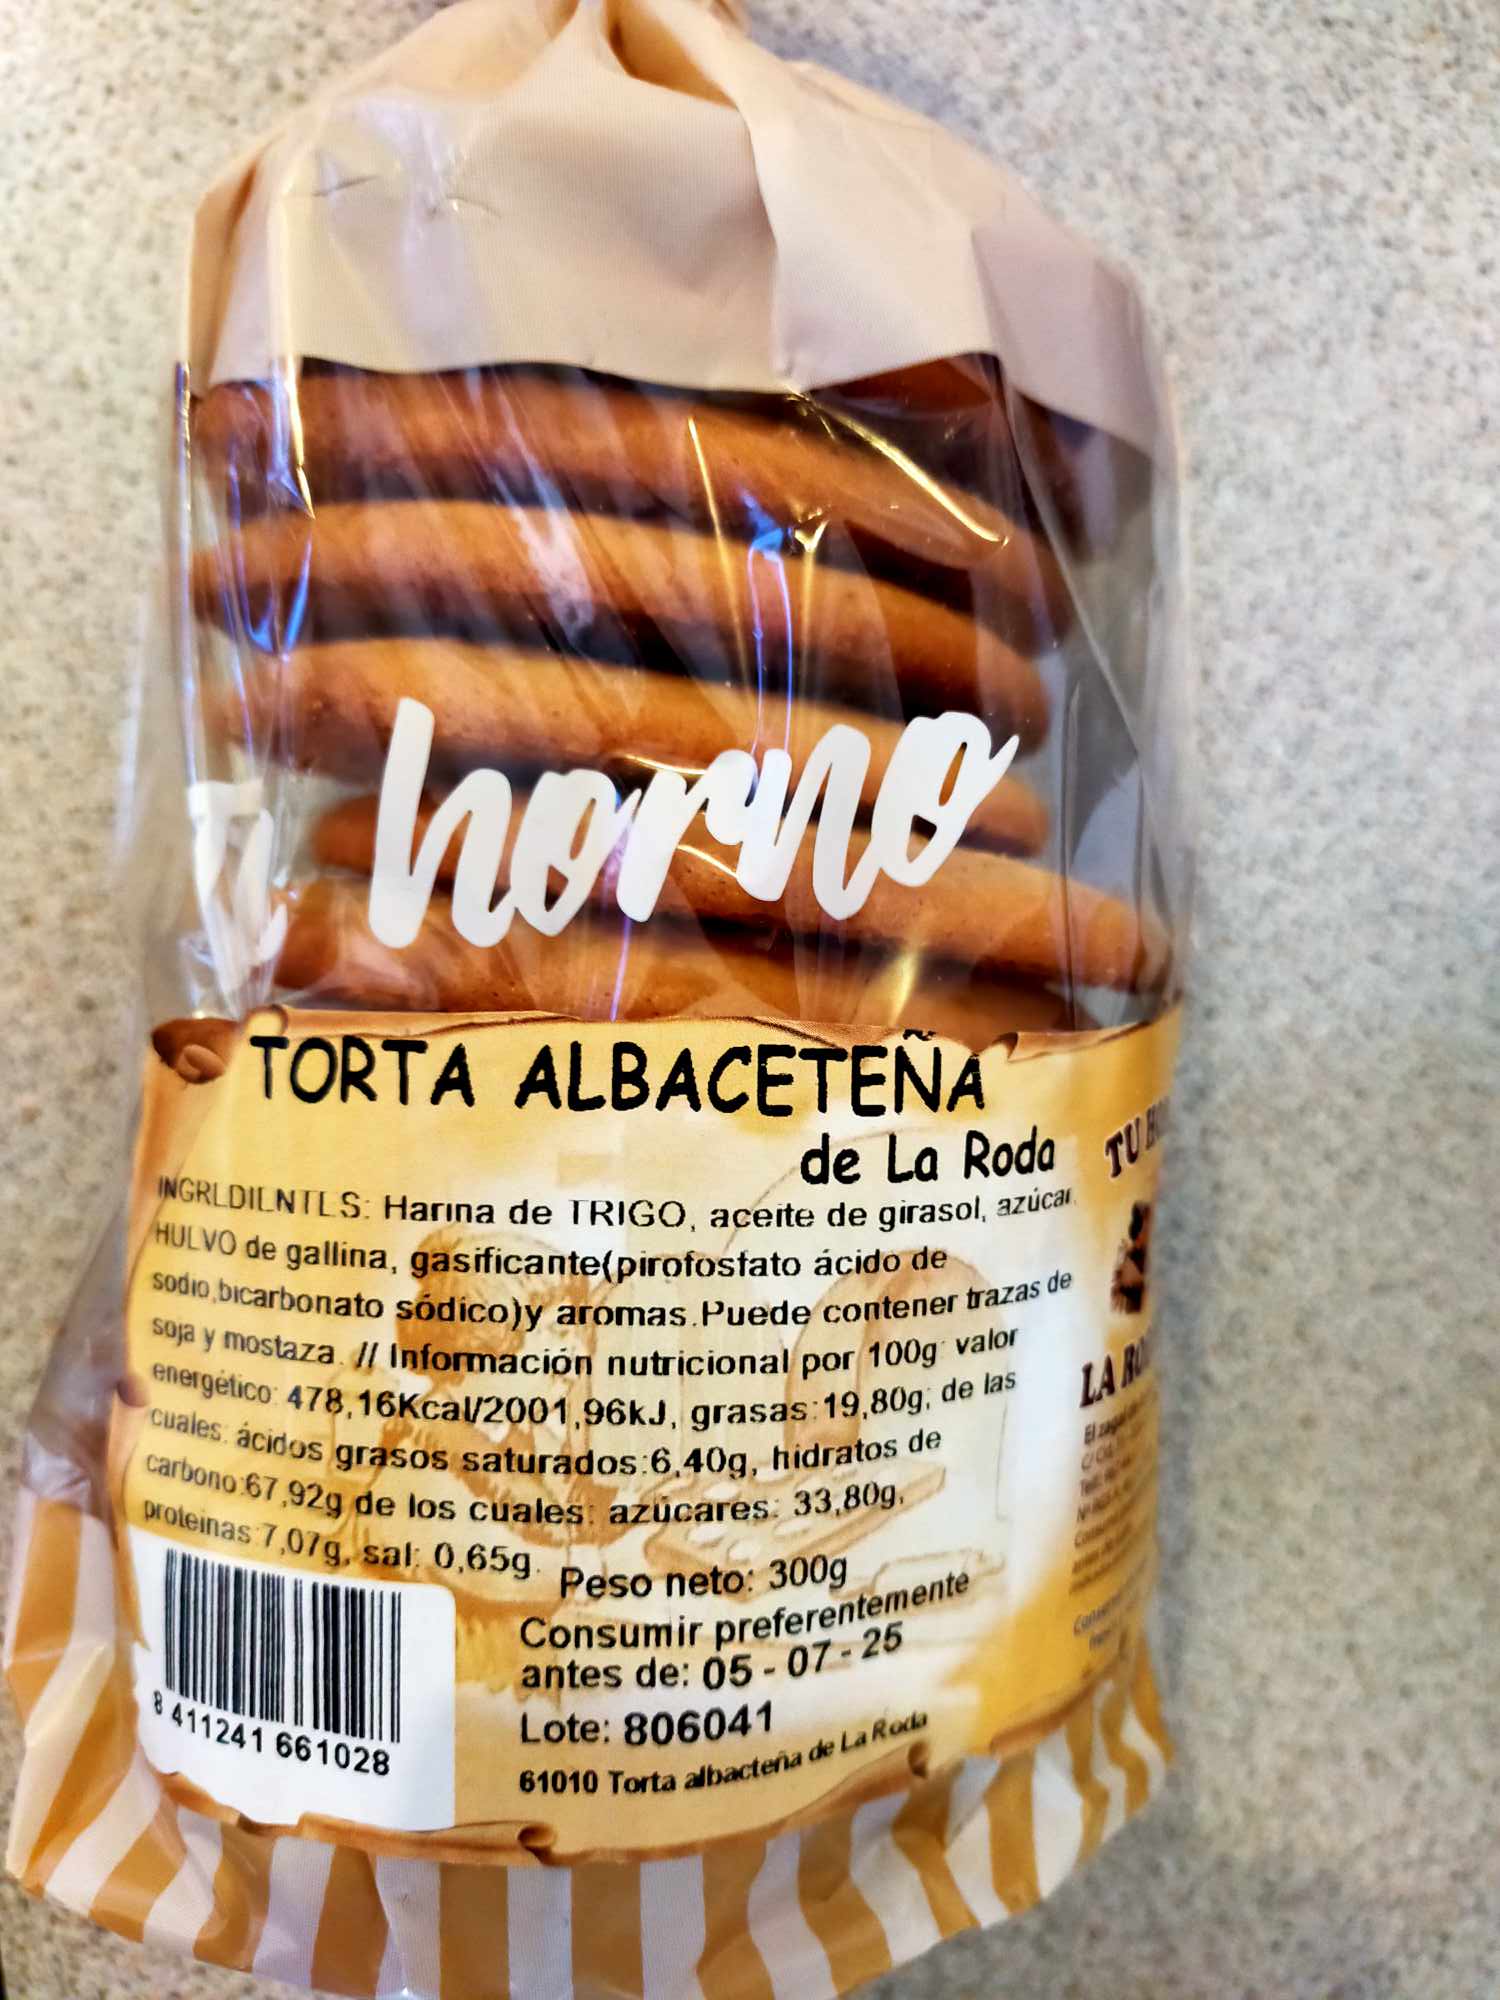 horno
TORTA ALBACETEÑA
de La Roda
INGREDIENTES: Harina de TRIGO, aceite de girasol, azúcar,
HUEVO de gallina, gasificante(pirofosfato ácido de
sodio,bicarbonato sódico)y aromas.Puede contener trazas de
soja y mostaza. // Información nutricional por 100g: valor
energético: 478,16Kcal/2001,96kJ, grasas:19,80g, de las
cuales: ácidos grasos saturados:6,40g, hidratos de
carbono:67,92g de los cuales: azúcares: 33,80g,
proteinas:7,07g, sal: 0,65g.
Peso neto: 300g
Consumir preferentemente
antes de: 05-07-25
Lote: 806041
61010 Torta albacteña de La Roda
8 411241 661028
TU
LA